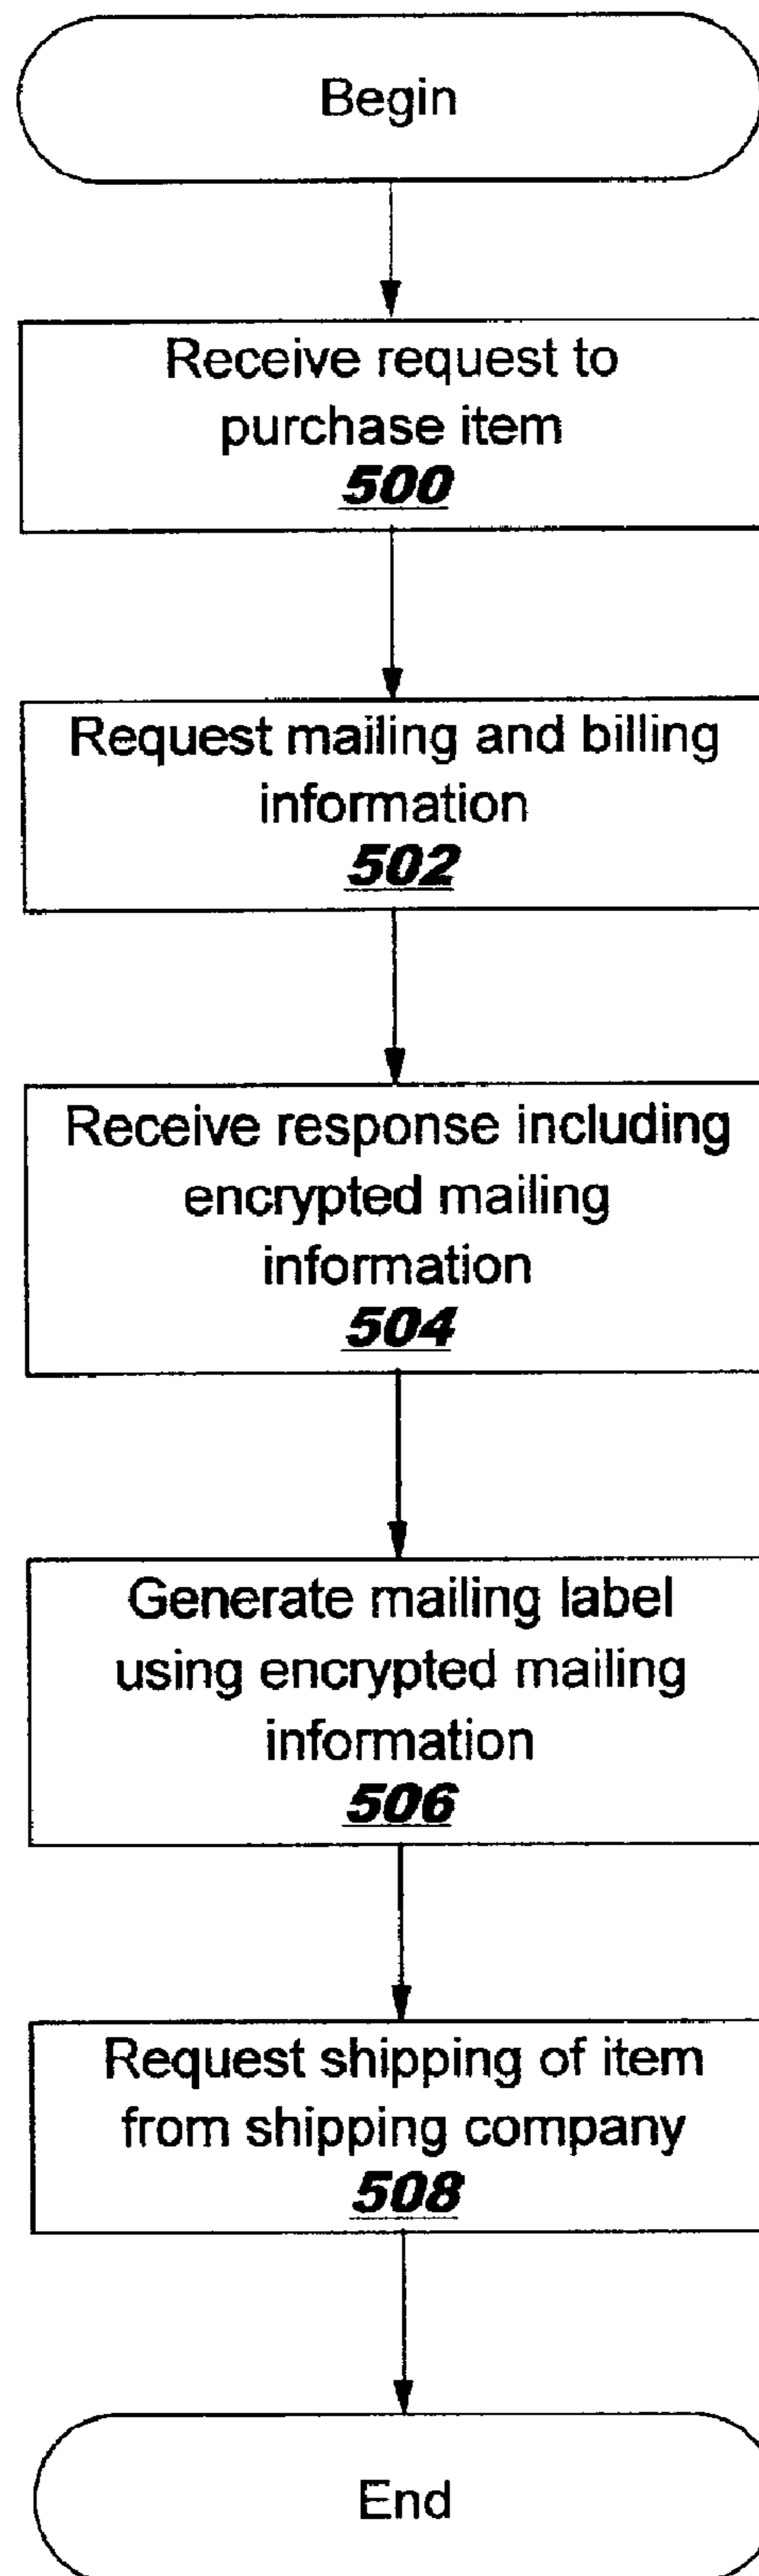 Begin
Receive request to
purchase item
500
Request mailing and billing
information
502
Receive response including
encrypted mailing
information
504
Generate mailing label
using encrypted mailing
information
506
Request shipping of item
from shipping company
508
End